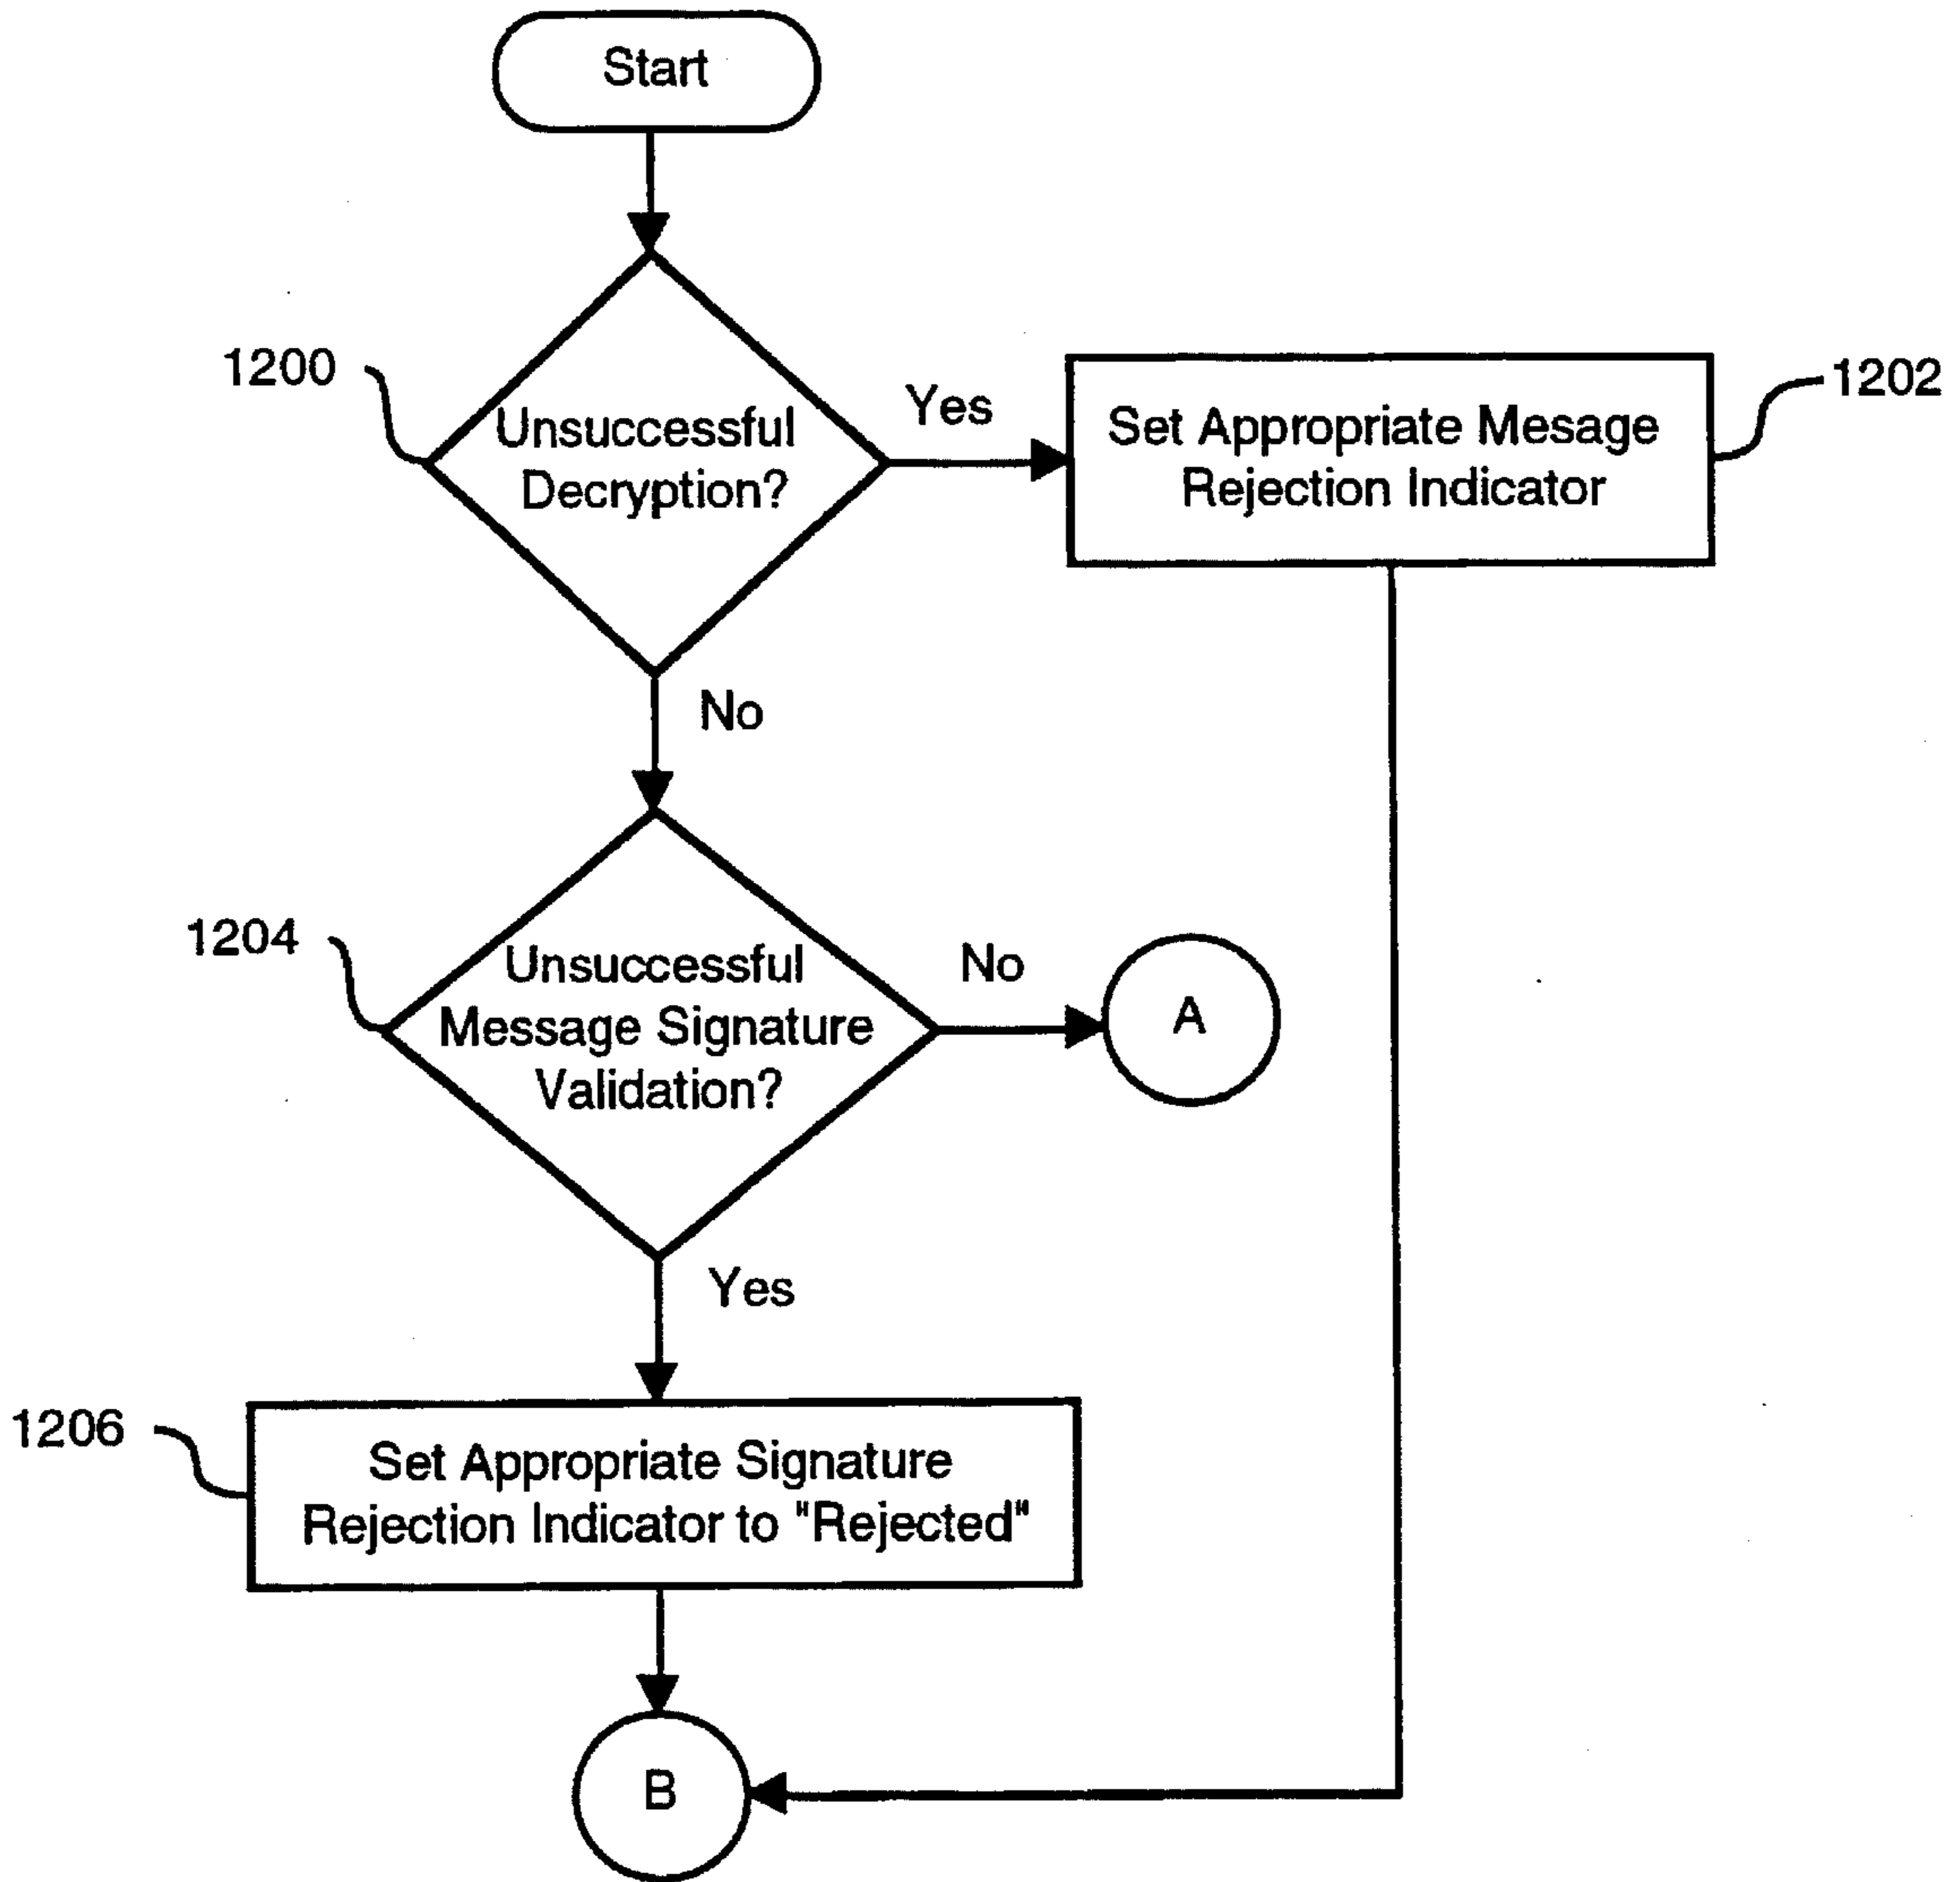 Start
1200
Unsuccessful
Decryption?
Yes
Set Appropriate Mesage
Rejection Indicator
1202
No
1204
Unsuccessful
Message Signature
Validation?
No
A
Yes
1206
Set Appropriate Signature
Rejection Indicator to "Rejected"
B